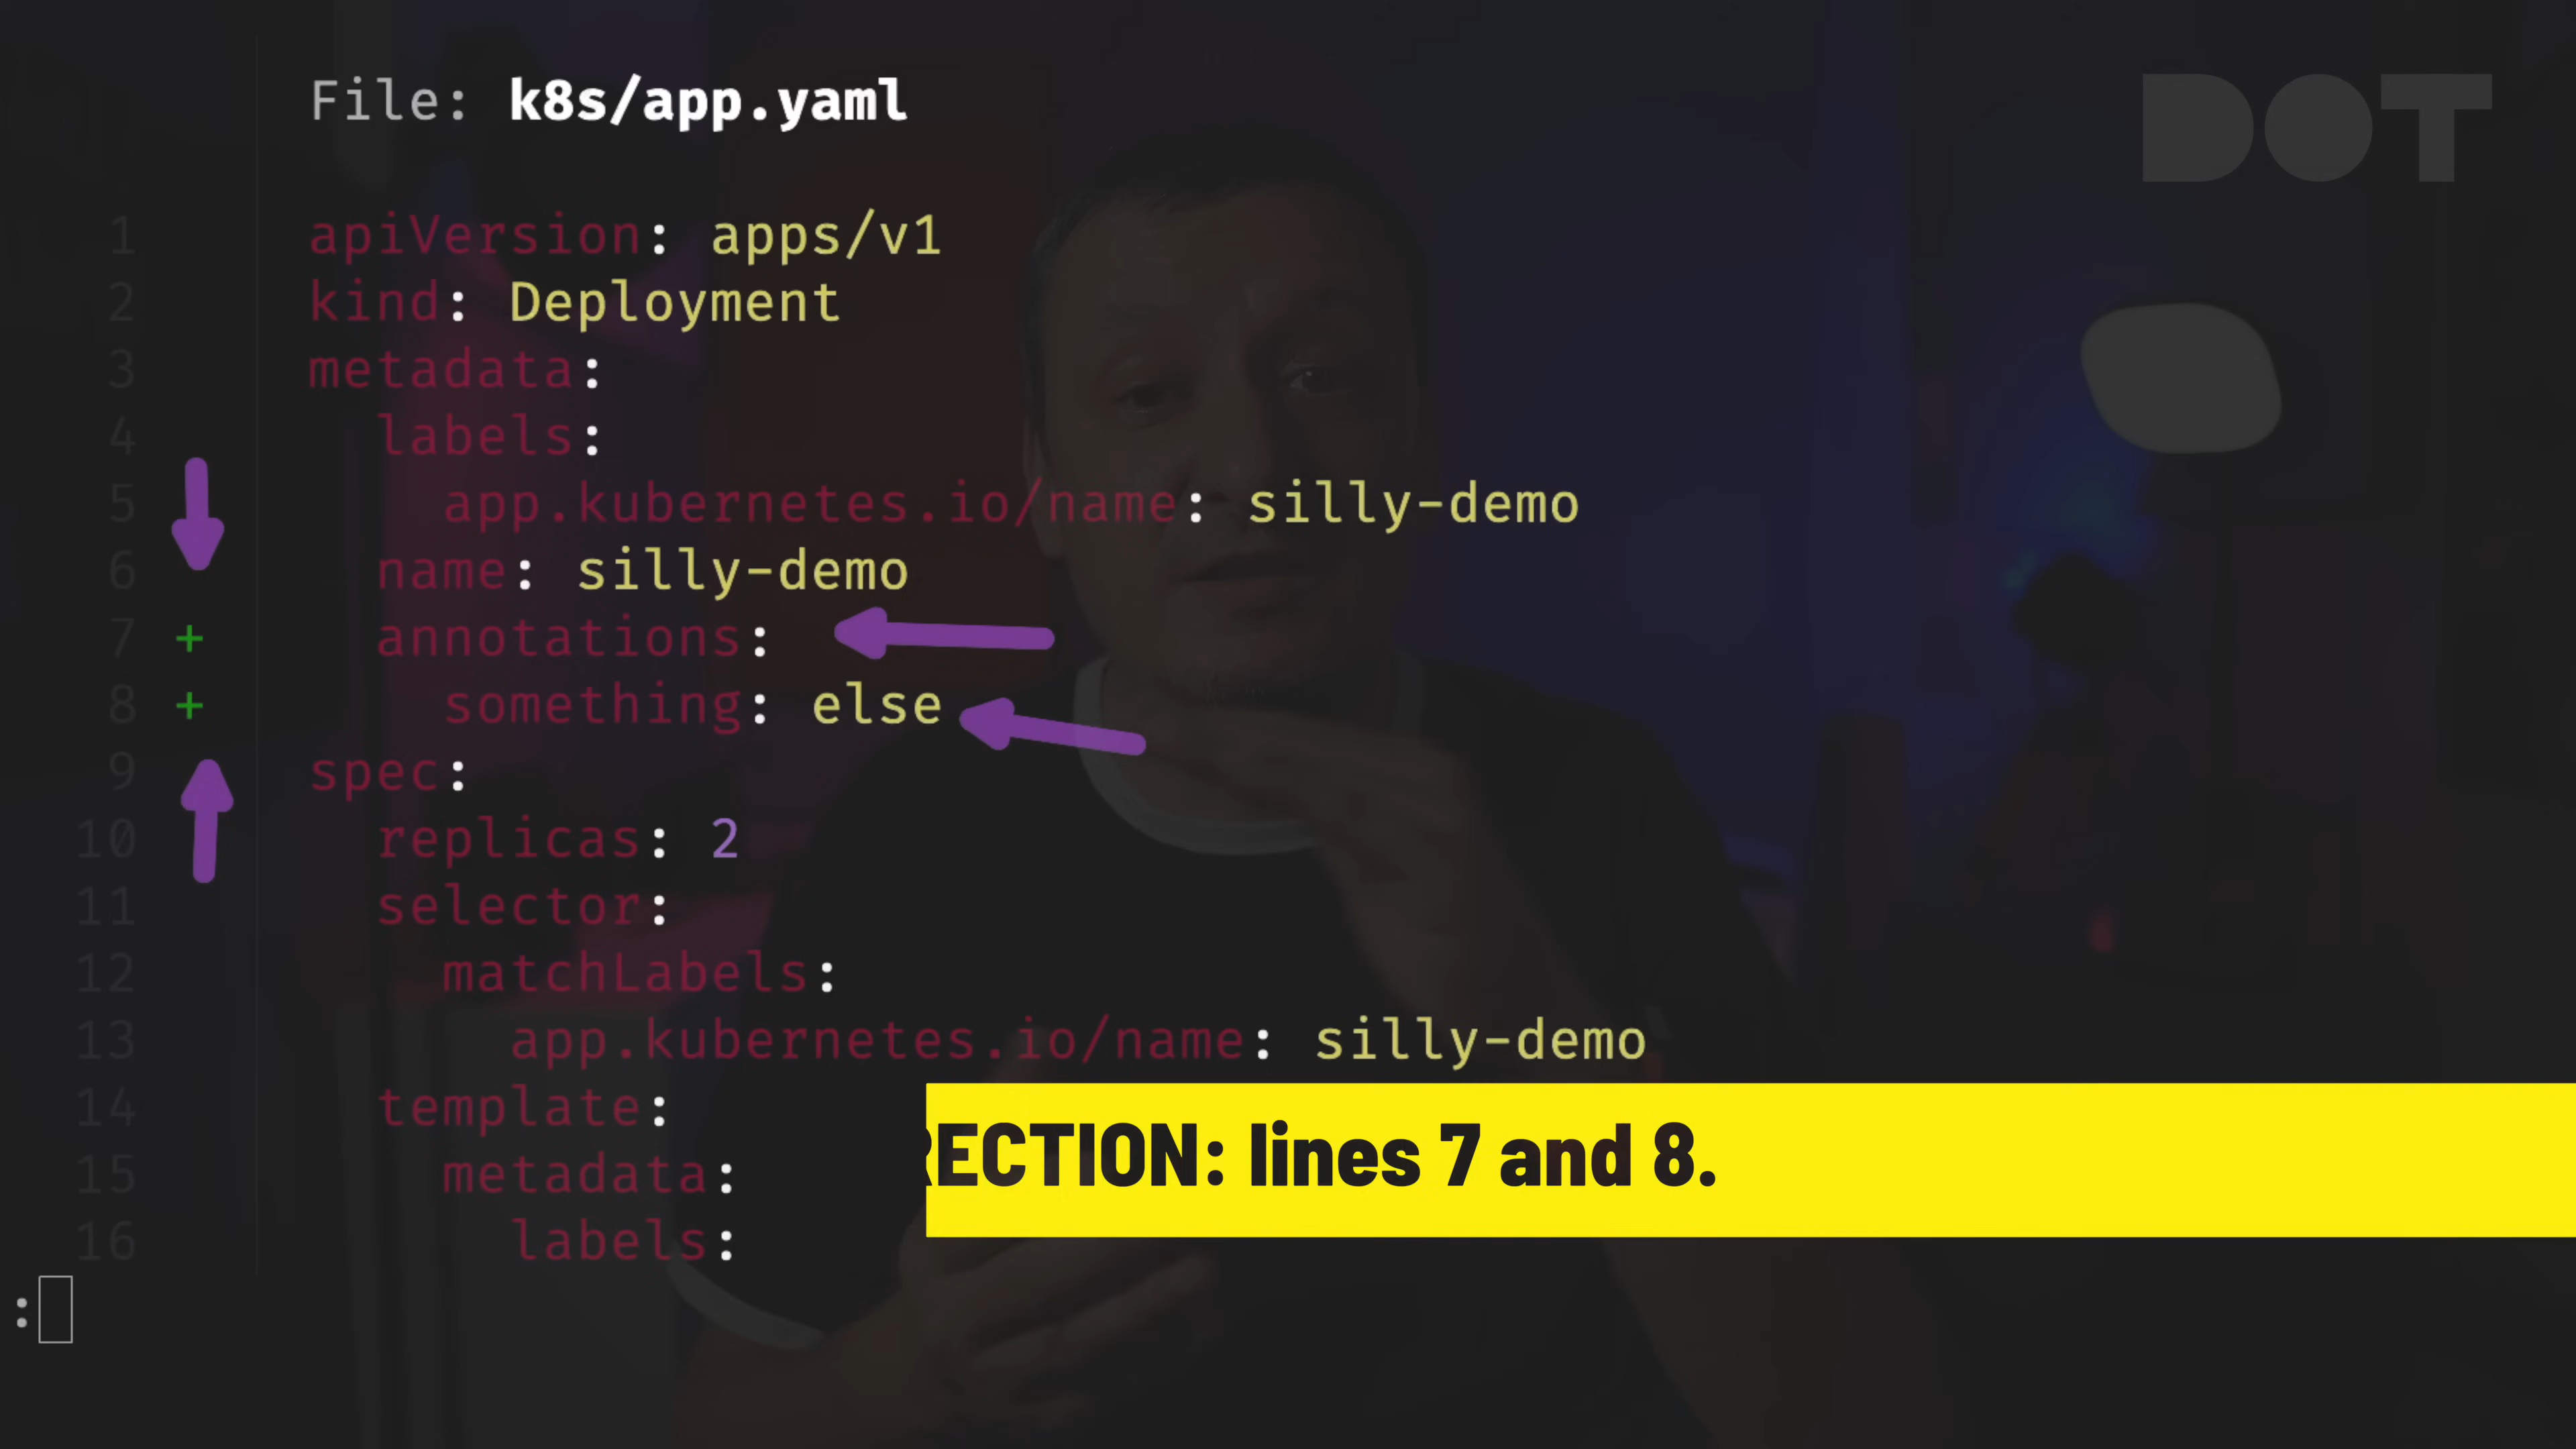 DOT
File: k8s/app.yaml
1 apiVersion: apps/v1
2 kind: Deployment
3 metadata:
4 labels:
5 app.kubernetes.io/name: silly-demo
6 name: silly-demo
7 + annotations:
8 + something: else
9 spec:
10 replicas: 2
11 selector:
12 matchLabels:
13 app.kubernetes.io/name: silly-demo
14 template:
RECTION: lines 7 and 8.
15 metadata:
16 labels:
: